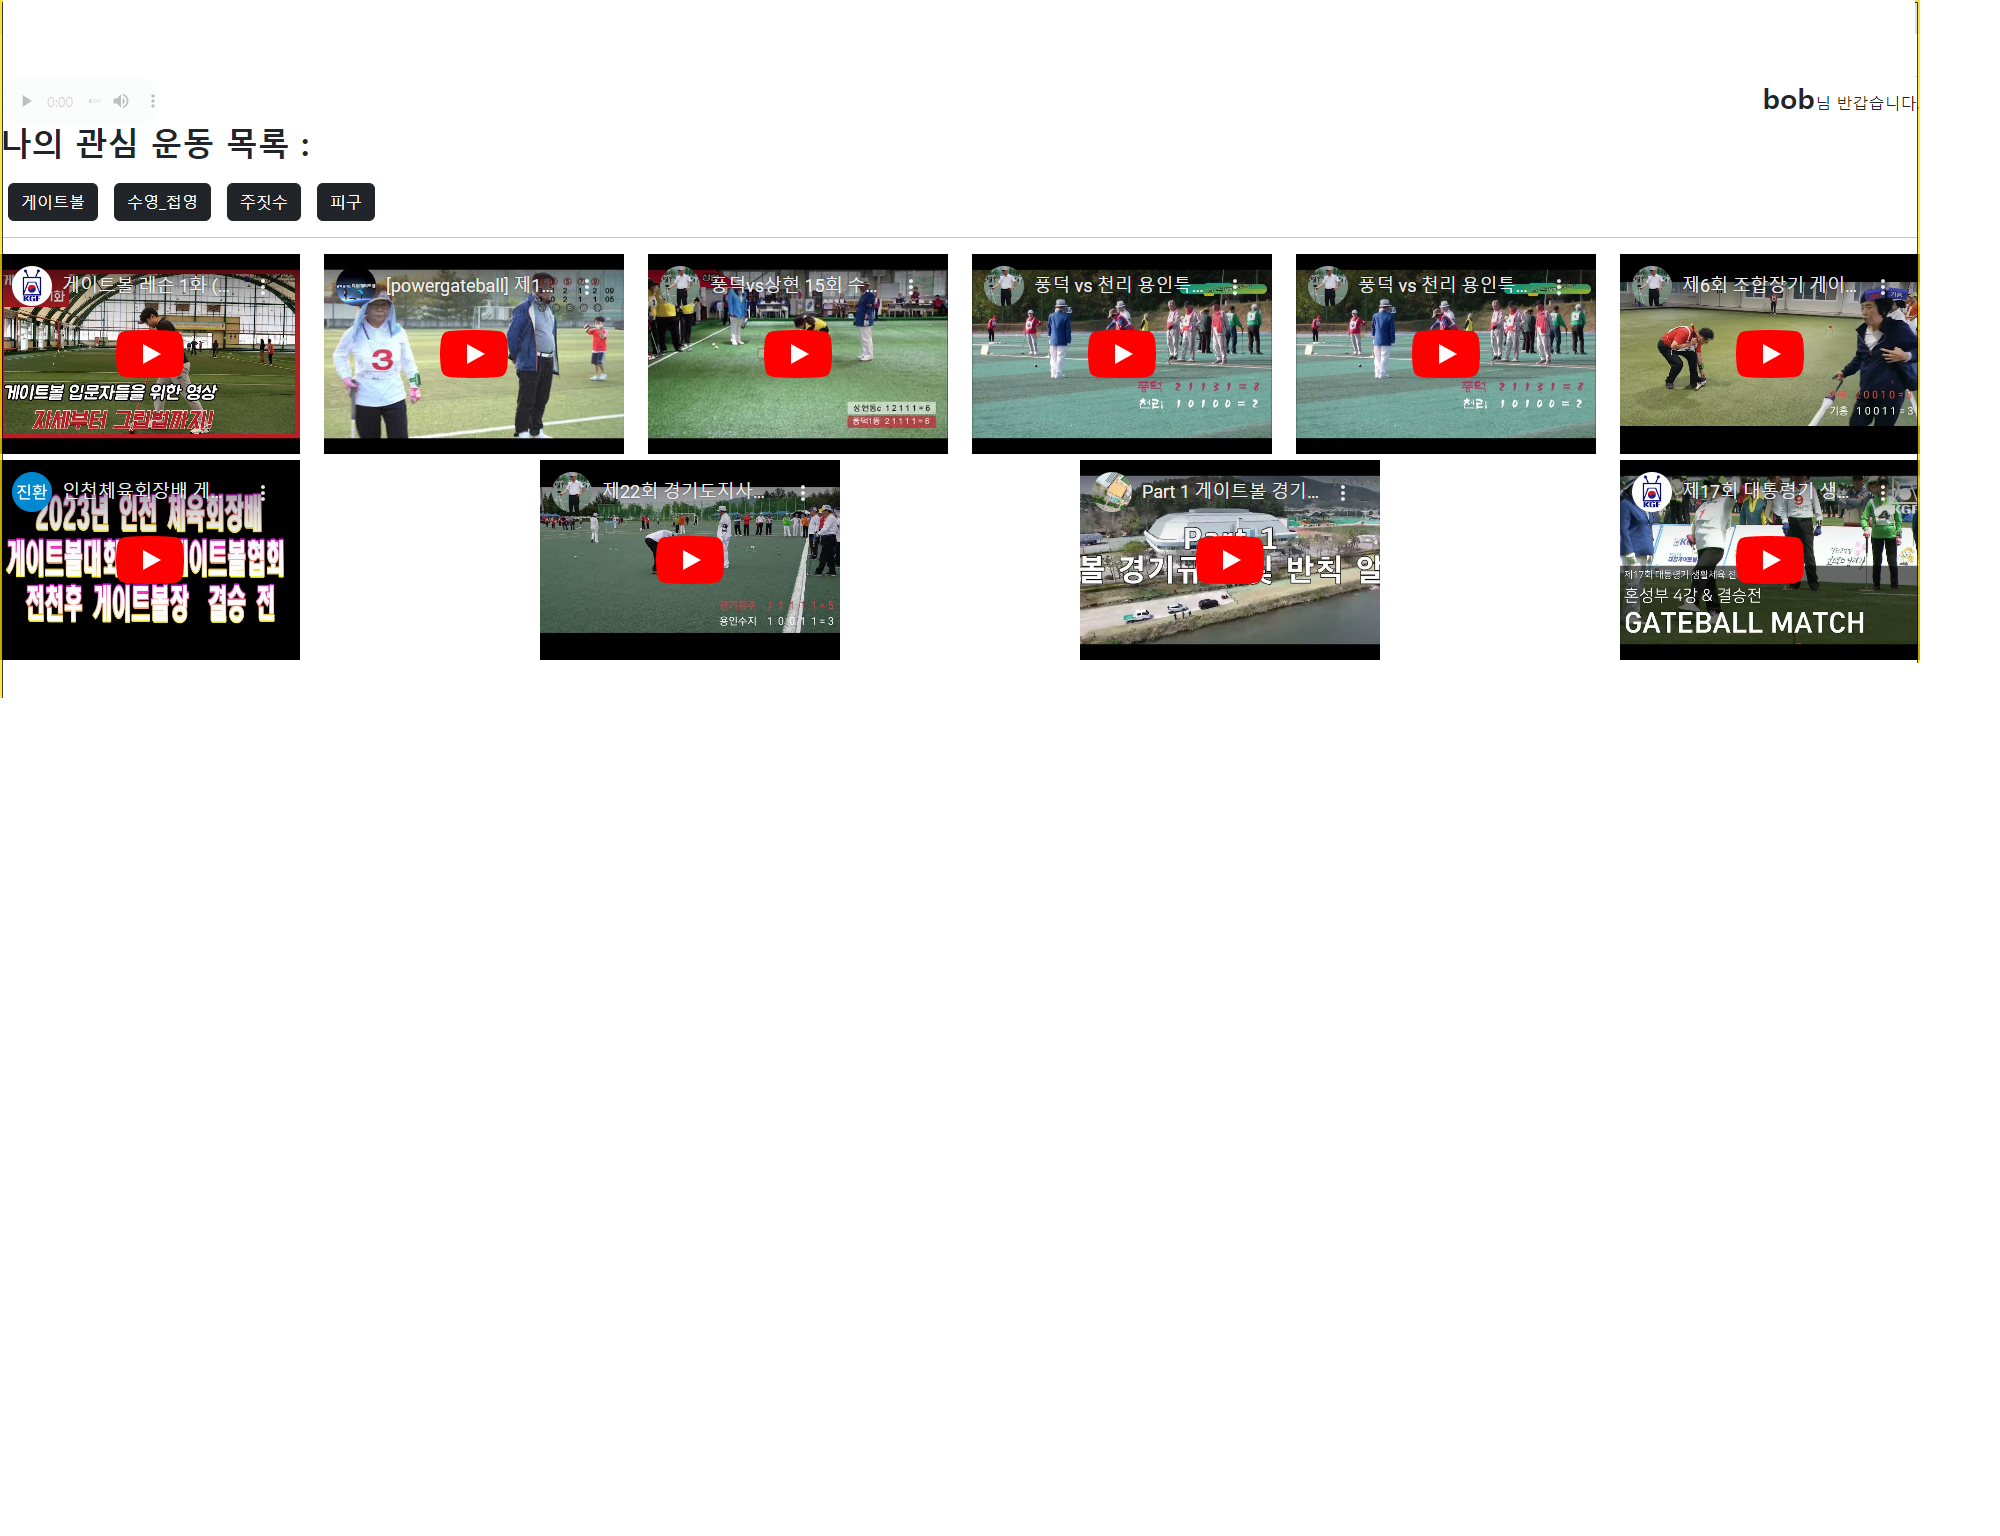 0:00
bob님 반갑습니다.
나의 관심 운동 목록 :
게이트볼 수영_접영 주짓수 피구
게이트볼 레슨 1화 (...
게이트볼 입문자들을 위한 영상
자세부터 그립법까지!
[powergateball] 제1...
3
풍덕vs상현 15회 수...
상현동c 1 2 1 1 1 = 6
풍덕1동 2 1 1 1 1 = 6
풍덕 vs 천리 용인투...
풍덕 2 1 1 3 1 = 8
천리 1 0 1 0 0 = 2
풍덕 vs 천리 용인투...
풍덕 2 1 1 3 1 = 8
천리 1 0 1 0 0 = 2
제6회 조합장기 게이...
2 0 0 1 0 =
기흥 1 0 0 1 1 = 3
진환 인천체육회장배 게...
2023년 인천 체육회장배
게이트볼대회 게이트볼협회
전천후 게이트볼장 결승 전
제22회 경기도지사...
경기광주 1 1 1 1 1 = 5
용인수지 1 0 0 1 1 = 3
Part 1 게이트볼 경기...
Part 1
볼 경기규 및 반칙 알
제17회 대통령기 생...
KGF
제17회 대통령기 생활체육 전
혼성부 4강 & 결승전
GATEBALL MATCH